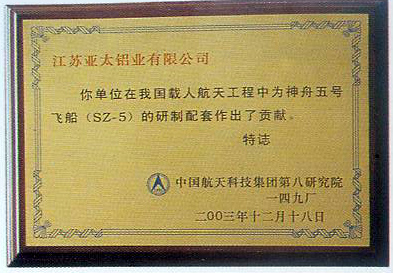 江苏亚太铝业有限公司
你单位在我国载人航天工程中为神舟五号
飞船（SZ-5）的研制配套作出了贡献。
特誌
中国航天科技集团第八研究院
一四九厂
二00三年十二月十八日